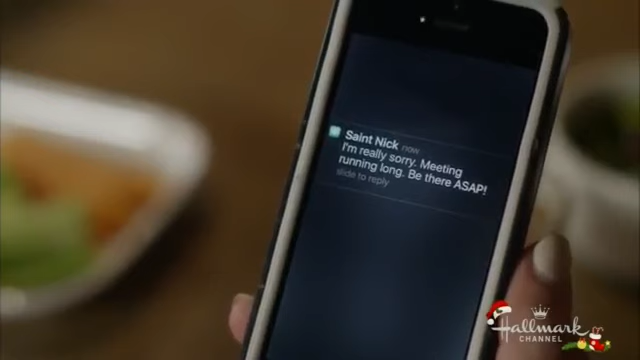 Saint Nick now
I'm really sorry. Meeting
running long. Be there ASAP!
slide to reply
Hallmark
CHANNEL